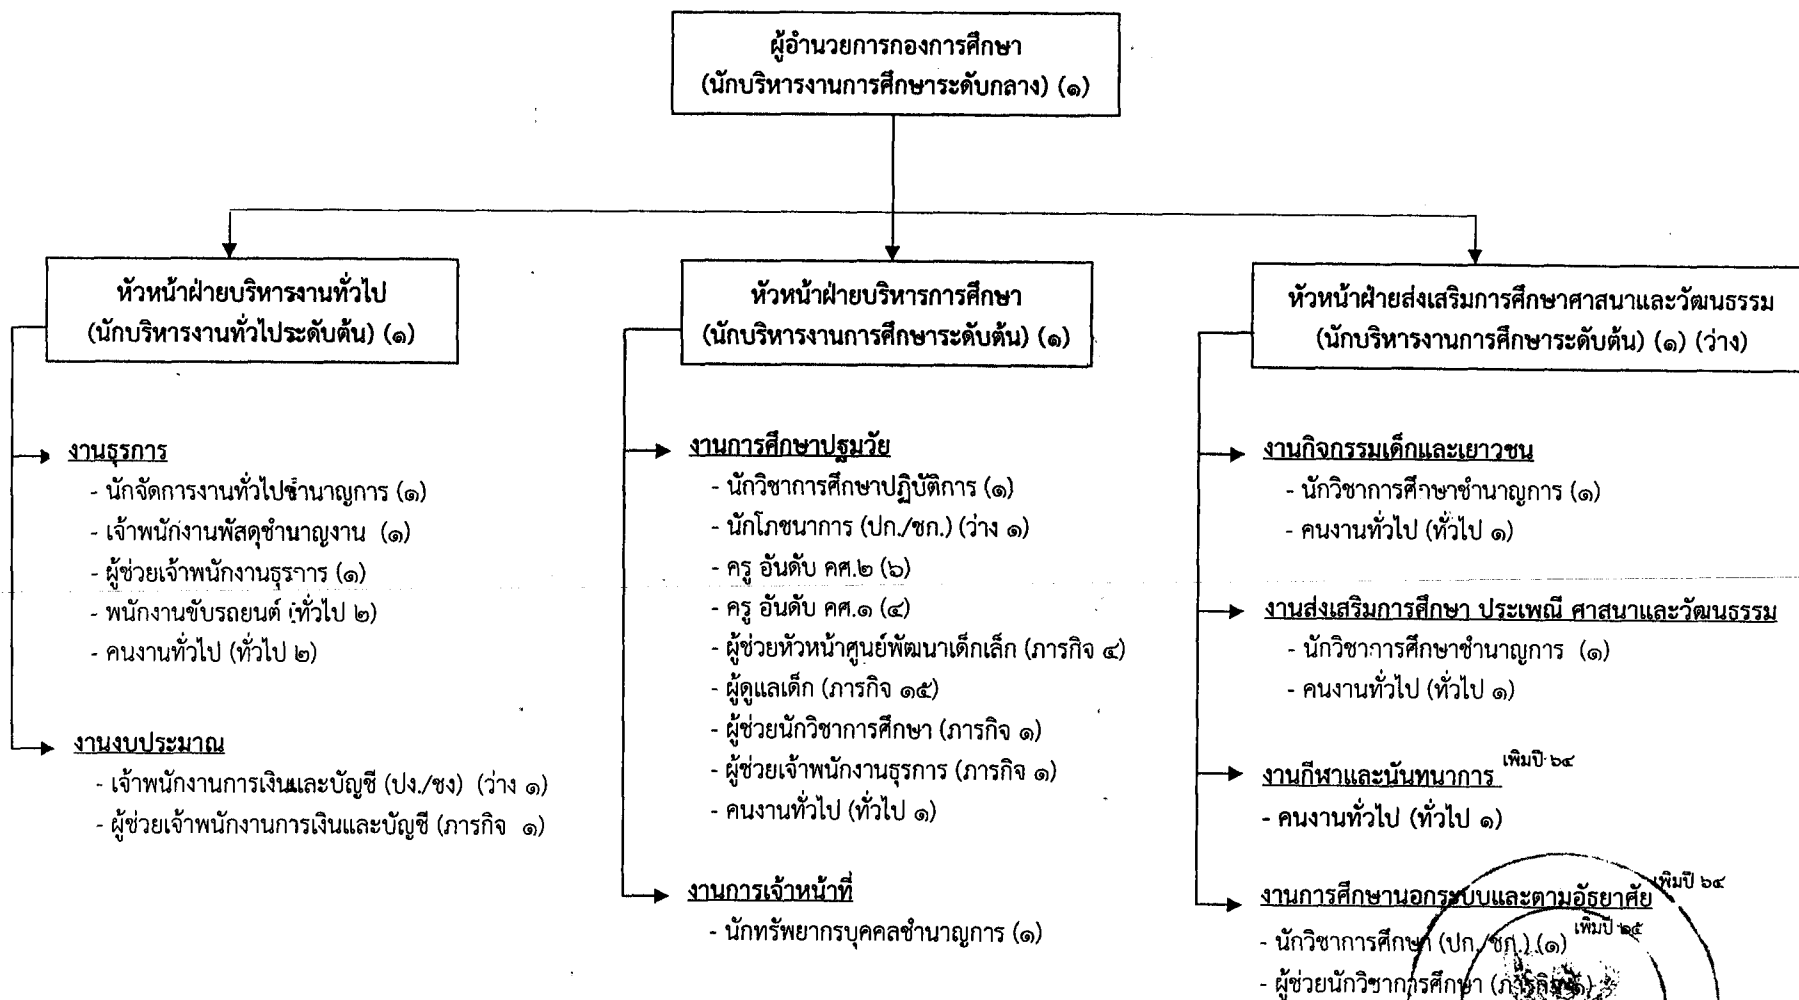 ผู้อำนวยการกองการศึกษา
(นักบริหารงานการศึกษาระดับกลาง) (๑)
หัวหน้าฝ่ายบริหารงานทั่วไป
(นักบริหารงานทั่วไประดับต้น) (๑)
งานธุรการ
- นักจัดการงานทั่วไปชำนาญการ (๑)
- เจ้าพนักงานพัสดุชำนาญงาน (๑)
- ผู้ช่วยเจ้าพนักงานธุรการ (๑)
- พนักงานขับรถยนต์ (ทั่วไป ๒)
- คนงานทั่วไป (ทั่วไป ๒)
งานงบประมาณ
- เจ้าพนักงานการเงินและบัญชี (ปง./ชง) (ว่าง ๑)
- ผู้ช่วยเจ้าพนักงานการเงินและบัญชี (ภารกิจ ๑)
หัวหน้าฝ่ายบริหารการศึกษา
(นักบริหารงานการศึกษาระดับต้น) (๑)
งานการศึกษาปฐมวัย
- นักวิชาการศึกษาปฏิบัติการ (๑)
- นักโภชนาการ (ปก./ชก.) (ว่าง ๑)
- ครู อันดับ คศ.๒ (๖)
- ครู อันดับ คศ.๑ (๔)
- ผู้ช่วยหัวหน้าศูนย์พัฒนาเด็กเล็ก (ภารกิจ ๔)
- ผู้ดูแลเด็ก (ภารกิจ ๑๕)
- ผู้ช่วยนักวิชาการศึกษา (ภารกิจ ๑)
- ผู้ช่วยเจ้าพนักงานธุรการ (ภารกิจ ๑)
- คนงานทั่วไป (ทั่วไป ๑)
งานการเจ้าหน้าที่
- นักทรัพยากรบุคคลชำนาญการ (๑)
หัวหน้าฝ่ายส่งเสริมการศึกษาศาสนาและวัฒนธรรม
(นักบริหารงานการศึกษาระดับต้น) (๑) (ว่าง)
งานกิจกรรมเด็กและเยาวชน
- นักวิชาการศึกษาชำนาญการ (๑)
- คนงานทั่วไป (ทั่วไป ๑)
งานส่งเสริมการศึกษา ประเพณี ศาสนาและวัฒนธรรม
- นักวิชาการศึกษาชำนาญการ (๑)
- คนงานทั่วไป (ทั่วไป ๑)
งานกีฬาและนันทนาการ เพิ่มปี ๖๔
- คนงานทั่วไป (ทั่วไป ๑)
งานการศึกษานอกระบบและตามอัธยาศัย เพิ่มปี ๖๔
- นักวิชาการศึกษา (ปก./ชก.) (๑) เพิ่มปี ๖๕
- ผู้ช่วยนักวิชาการศึกษา